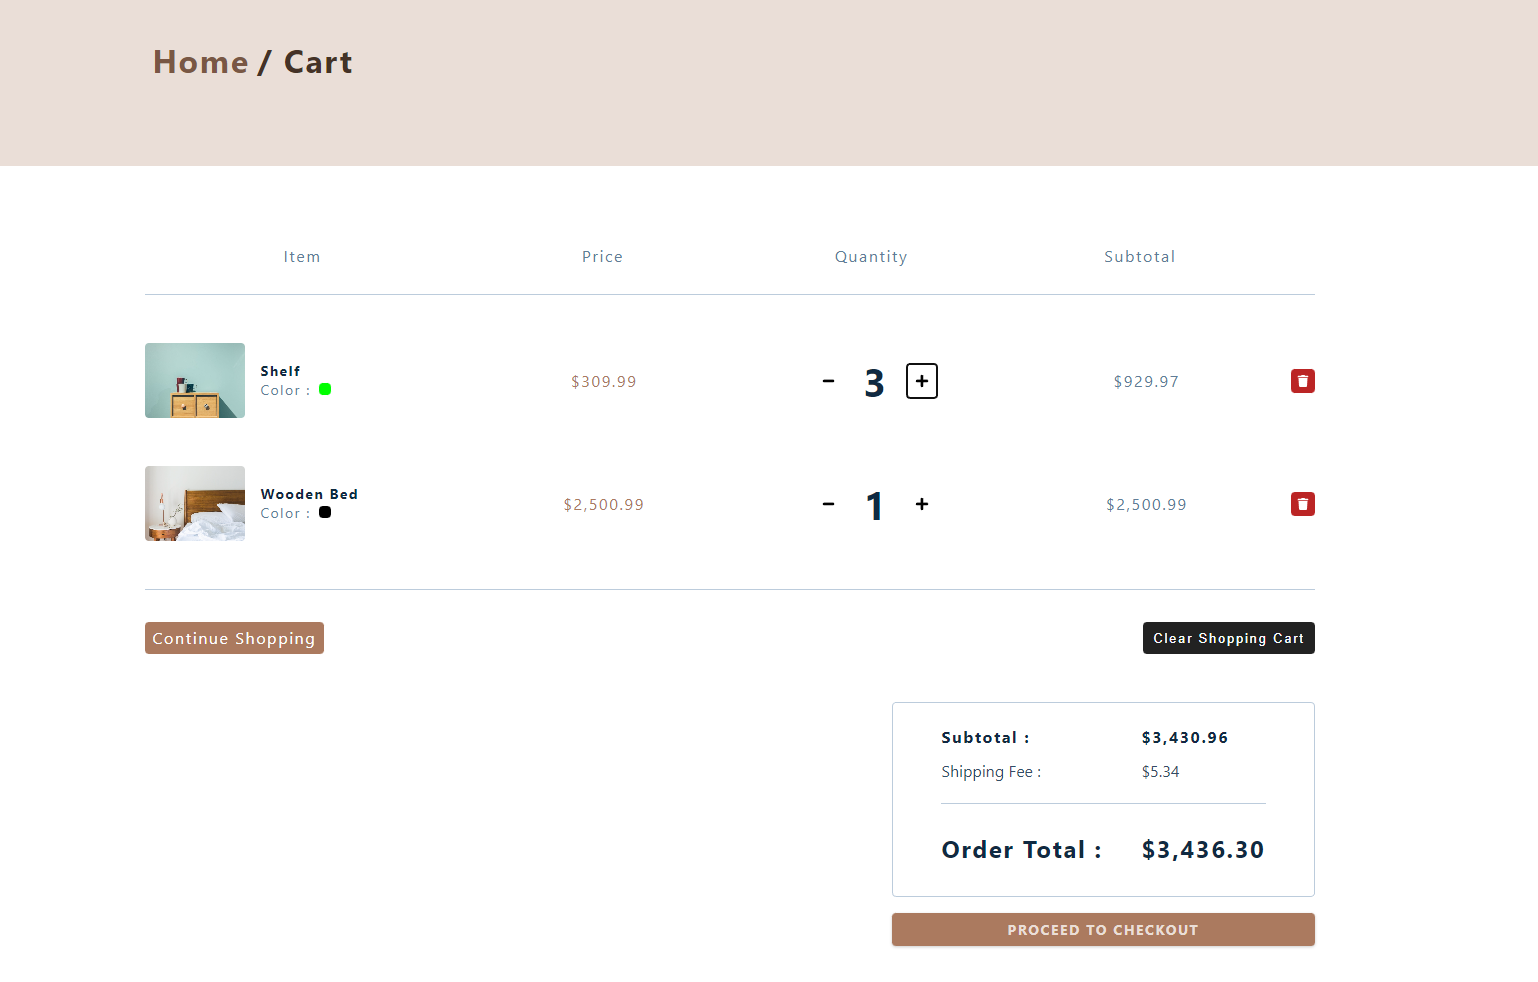 Home / Cart
Item Price Quantity Subtotal
Shelf
Color :
$309.99 - 3 + $929.97
Wooden Bed
Color :
$2,500.99 - 1 + $2,500.99
Continue Shopping Clear Shopping Cart
Subtotal : $3,430.96
Shipping Fee : $5.34
Order Total : $3,436.30
PROCEED TO CHECKOUT